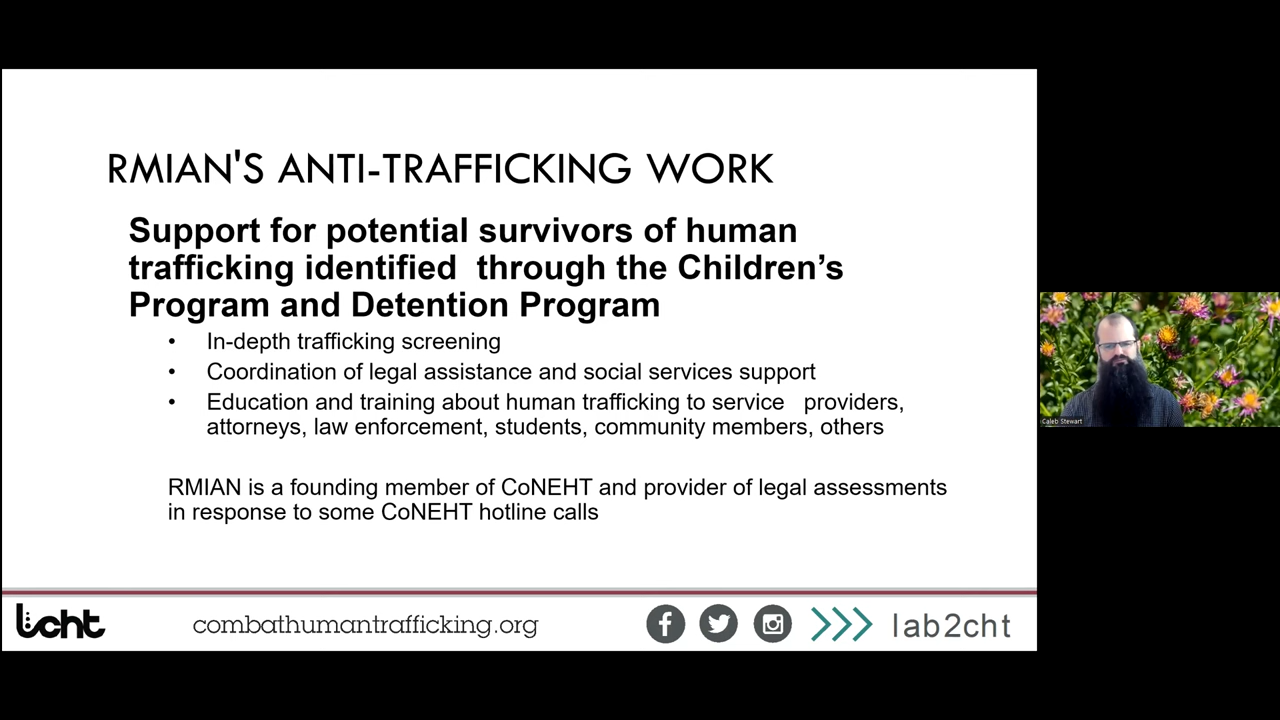 RMIAN'S ANTI-TRAFFICKING WORK
Support for potential survivors of human
trafficking identified  through the Children’s
Program and Detention Program
• In-depth trafficking screening
• Coordination of legal assistance and social services support
• Education and training about human trafficking to service   providers,
attorneys, law enforcement, students, community members, others
RMIAN is a founding member of CoNEHT and provider of legal assessments
in response to some CoNEHT hotline calls
Caleb Stewart
lcht combathumantrafficking.org lab2cht